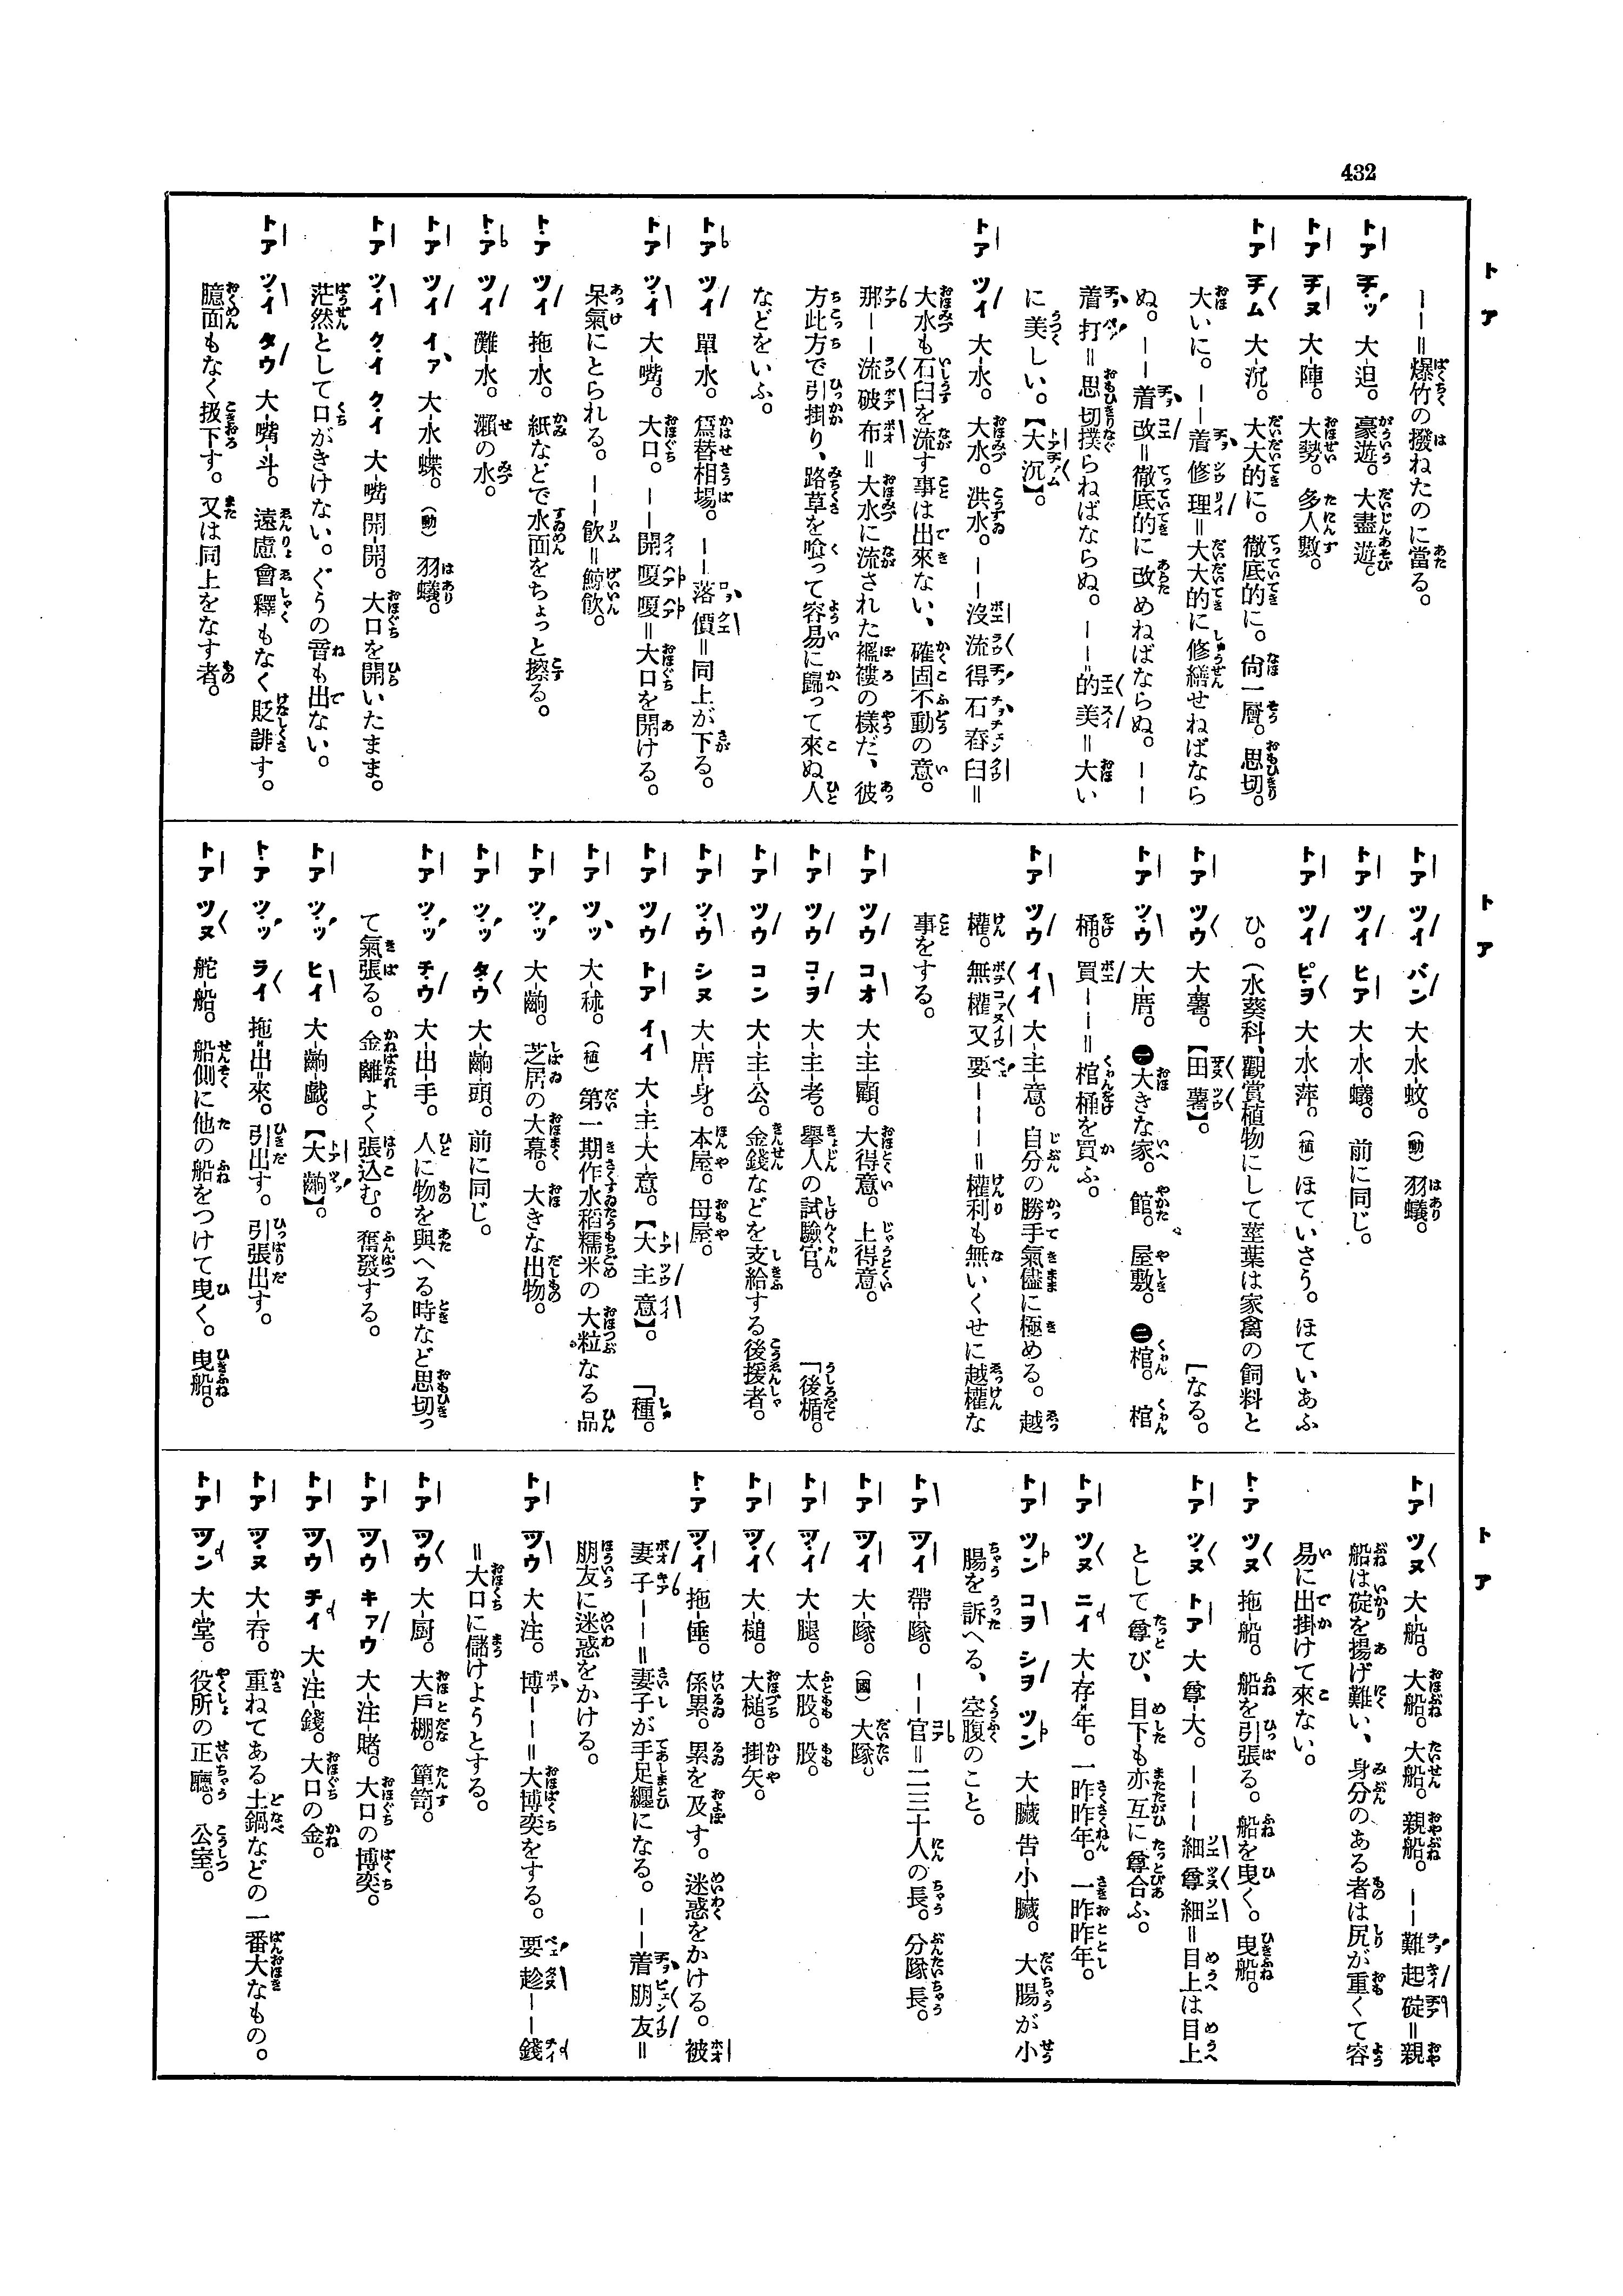 432
トア
トア
トア
――＝爆竹の撥ねたのに當る。
トア チッ 大-迫。豪遊。大盡遊。
トア チヌ 大-陣。大勢。多人數。
トア チム 大-沉。大大的に。徹底的に。尙一層。思切。
大いに。――着修理＝大大的に修繕せねばなら
ぬ。――着改＝徹底的に改めねばならぬ。――
着打＝思切撲らねばならぬ。――的美＝大い
に美しい。【大沉】。
トア ツイ 大-水。大水。洪水。――沒流得石舂臼＝
大水も石臼を流す事は出來ない、確固不動の意。
那――流破布＝大水に流された襤褸の樣だ、彼
方此方で引掛り、路草を喰って容易に歸って來ぬ人
などをいふ。
トア ツイ 單-水。爲替相場。――落價＝同上が下る。
トア ツイ 大-嘴。大口。――開嗄嗄＝大口を開ける。
呆氣にとられる。――飮＝鯨飮。
トア ツイ 拖-水。紙などで水面をちょっと擦る。
トア ツイ 灘-水。瀨の水。
トア ツイ イア 大-水-蝶。（動）羽蟻。
トア ツイ クイ クイ 大-嘴開-開。大口を開いたまま。
茫然として口がきけない。ぐうの音も出ない。
トア ツイ タウ 大-嘴-斗。遠慮會釋もなく貶誹す。
臆面もなく扱下す。又は同上をなす者。
トア ツイ バン 大-水-蚊。（動）羽蟻。
トア ツイ ヒア 大-水-蟻。前に同じ。
トア ツイ ピヲ 大-水-萍。（植）ほていさう。ほていあふ
ひ。（水葵科、觀賞植物にして莖葉は家禽の飼料と
トア ツウ 大-薯。【田薯】。「なる。
トア ツウ 大-厝。㊀大きな家。館。屋敷。㊁棺。棺
桶。買――＝棺桶を買ふ。
トア ツウ イイ 大-主-意。自分の勝手氣儘に極める。越
權。無權又要―――＝權利も無いくせに越權な
事をする。
トア ツウ コオ 大-主-顧。大得意。上得意。
トア ツウ コヲ 大-主-考。擧人の試驗官。「後楯。
トア ツウ コン 大-主-公。金錢などを支給する後援者。
トア ツウ シヌ 大-厝-身。本屋。母屋。
トア ツウ トア イイ 大-主-大-意。【大主意】。「種。
トア ツッ 大-秫。（植）第一期作水稻糯米の大粒なる品
トア ツッ 大-齣。芝居の大幕。大きな出物。
トア ツッ タウ 大-齣-頭。前に同じ。
トア ツッ チウ 大-出-手。人に物を與へる時など思切っ
て氣張る。金離よく張込む。奮發する。
トア ツッ ヒイ 大-齣-戲。【大齣】。
トア ツッ ライ 拖-出-來。引出す。引張出す。
トア ツヌ 舵-船。船側に他の船をつけて曳く。曳船。
トア ツヌ 大-船。大船。大船。親船。――難起碇＝親
船は碇を揚げ難い、身分のある者は尻が重くて容
易に出掛けて來ない。
トア ツヌ 拖-船。船を引張る。船を曳く。曳船。
トア ツヌ トア 大尊-大。―――細尊細＝目上は目上
として尊び、目下も亦互に尊合ふ。
トア ツヌ ニイ 大-存-年。一昨昨年。一昨昨年。
トア ツン コヲ シヲ ツン 大-臓吿-小-臓。大腸が小
腸を訴へる、空腹のこと。
トア ツイ 帶-隊。――官＝二三十人の長。分隊長。
トア ツイ 大-隊。（國）大隊。
トア ツイ 大-腿。太股。股。
トア ツイ 大-槌。大槌。掛矢。
トア ツイ 拖-倕。係累。累を及す。迷惑をかける。被
妻子――＝妻子が手足纏になる。――着朋友＝
朋友に迷惑をかける。
トア ツウ 大-注。博――＝大博奕をする。要趁――錢
＝大口に儲けようとする。
トア ツウ 大-厨。大戸棚。簞笥。
トア ツウ キァウ 大-注-賭。大口の博奕。
トア ツウ チイ 大-注-錢。大口の金。
トア ツヌ 大-呑。重ねてある土鍋などの一番大なもの。
トア ツン 大-堂。役所の正廳。公室。